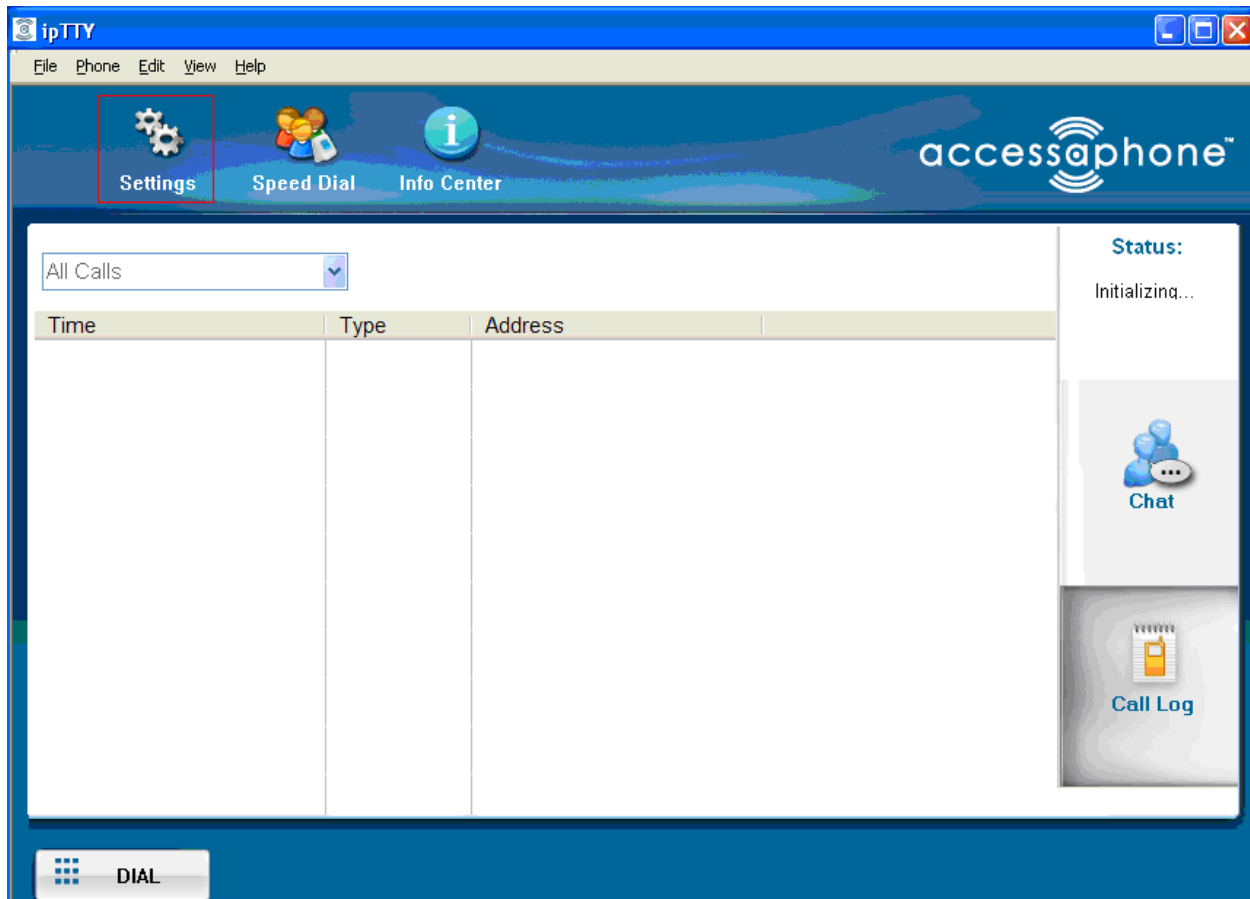 ipTTY
File Phone Edit View Help
Settings Speed Dial Info Center
accessaphone™
All Calls
Status:
Initializing...
Time Type Address
Chat
Call Log
DIAL